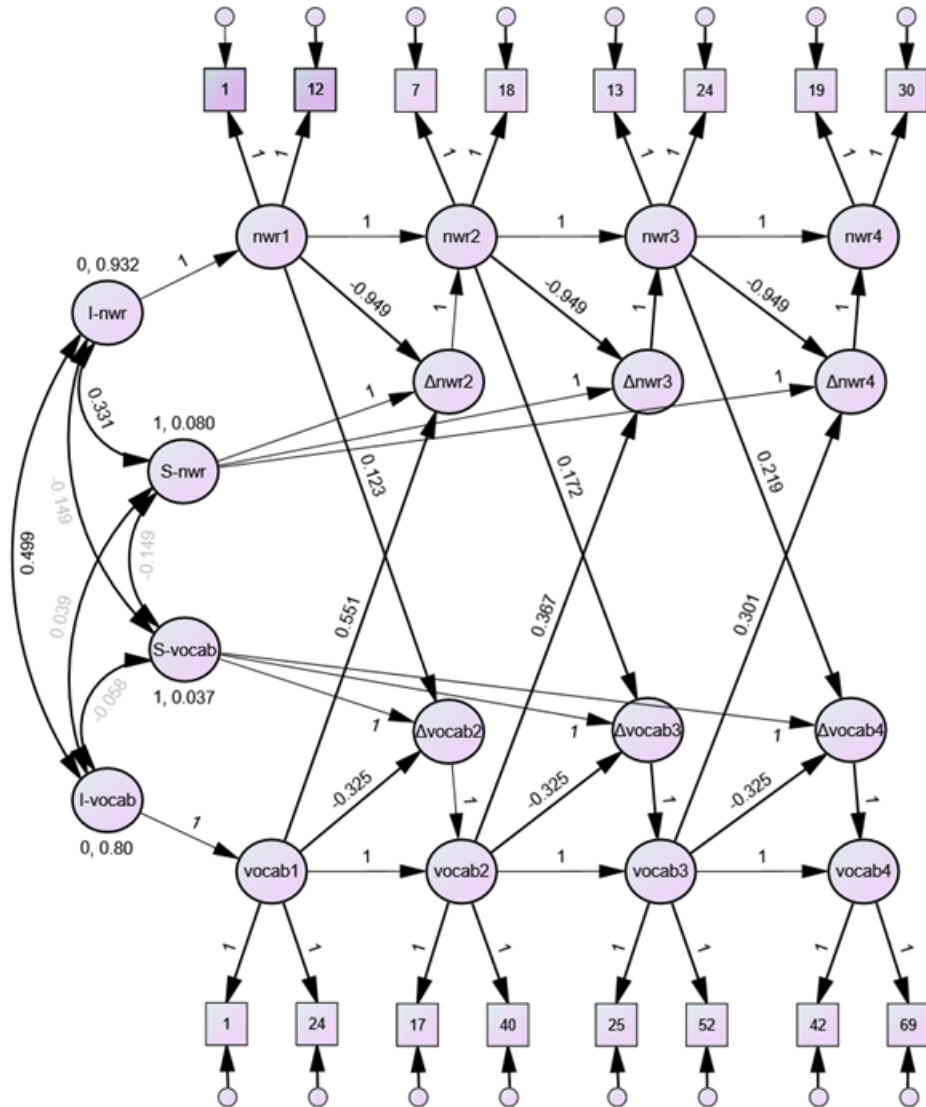 1 12 7 18 13 24 19 30
1 1 1 1 1 1 1 1
nwr1 1 nwr2 1 nwr3 1 nwr4
0, 0.932 1
I-nwr -0.949 1 -0.949 1 -0.949 1
Δnwr2 Δnwr3 Δnwr4
0.331 1 1 1
1, 0.080
S-nwr
0.123 0.172 0.219
-0.149
0.499 -0.149
0.039 0.551 0.367 0.301
S-vocab
-0.058 1, 0.037
1 1 1
Δvocab2 Δvocab3 Δvocab4
I-vocab -0.325 1 -0.325 1 -0.325 1
0, 0.80 1
vocab1 1 vocab2 1 vocab3 1 vocab4
1 1 1 1 1 1 1 1
1 24 17 40 25 52 42 69